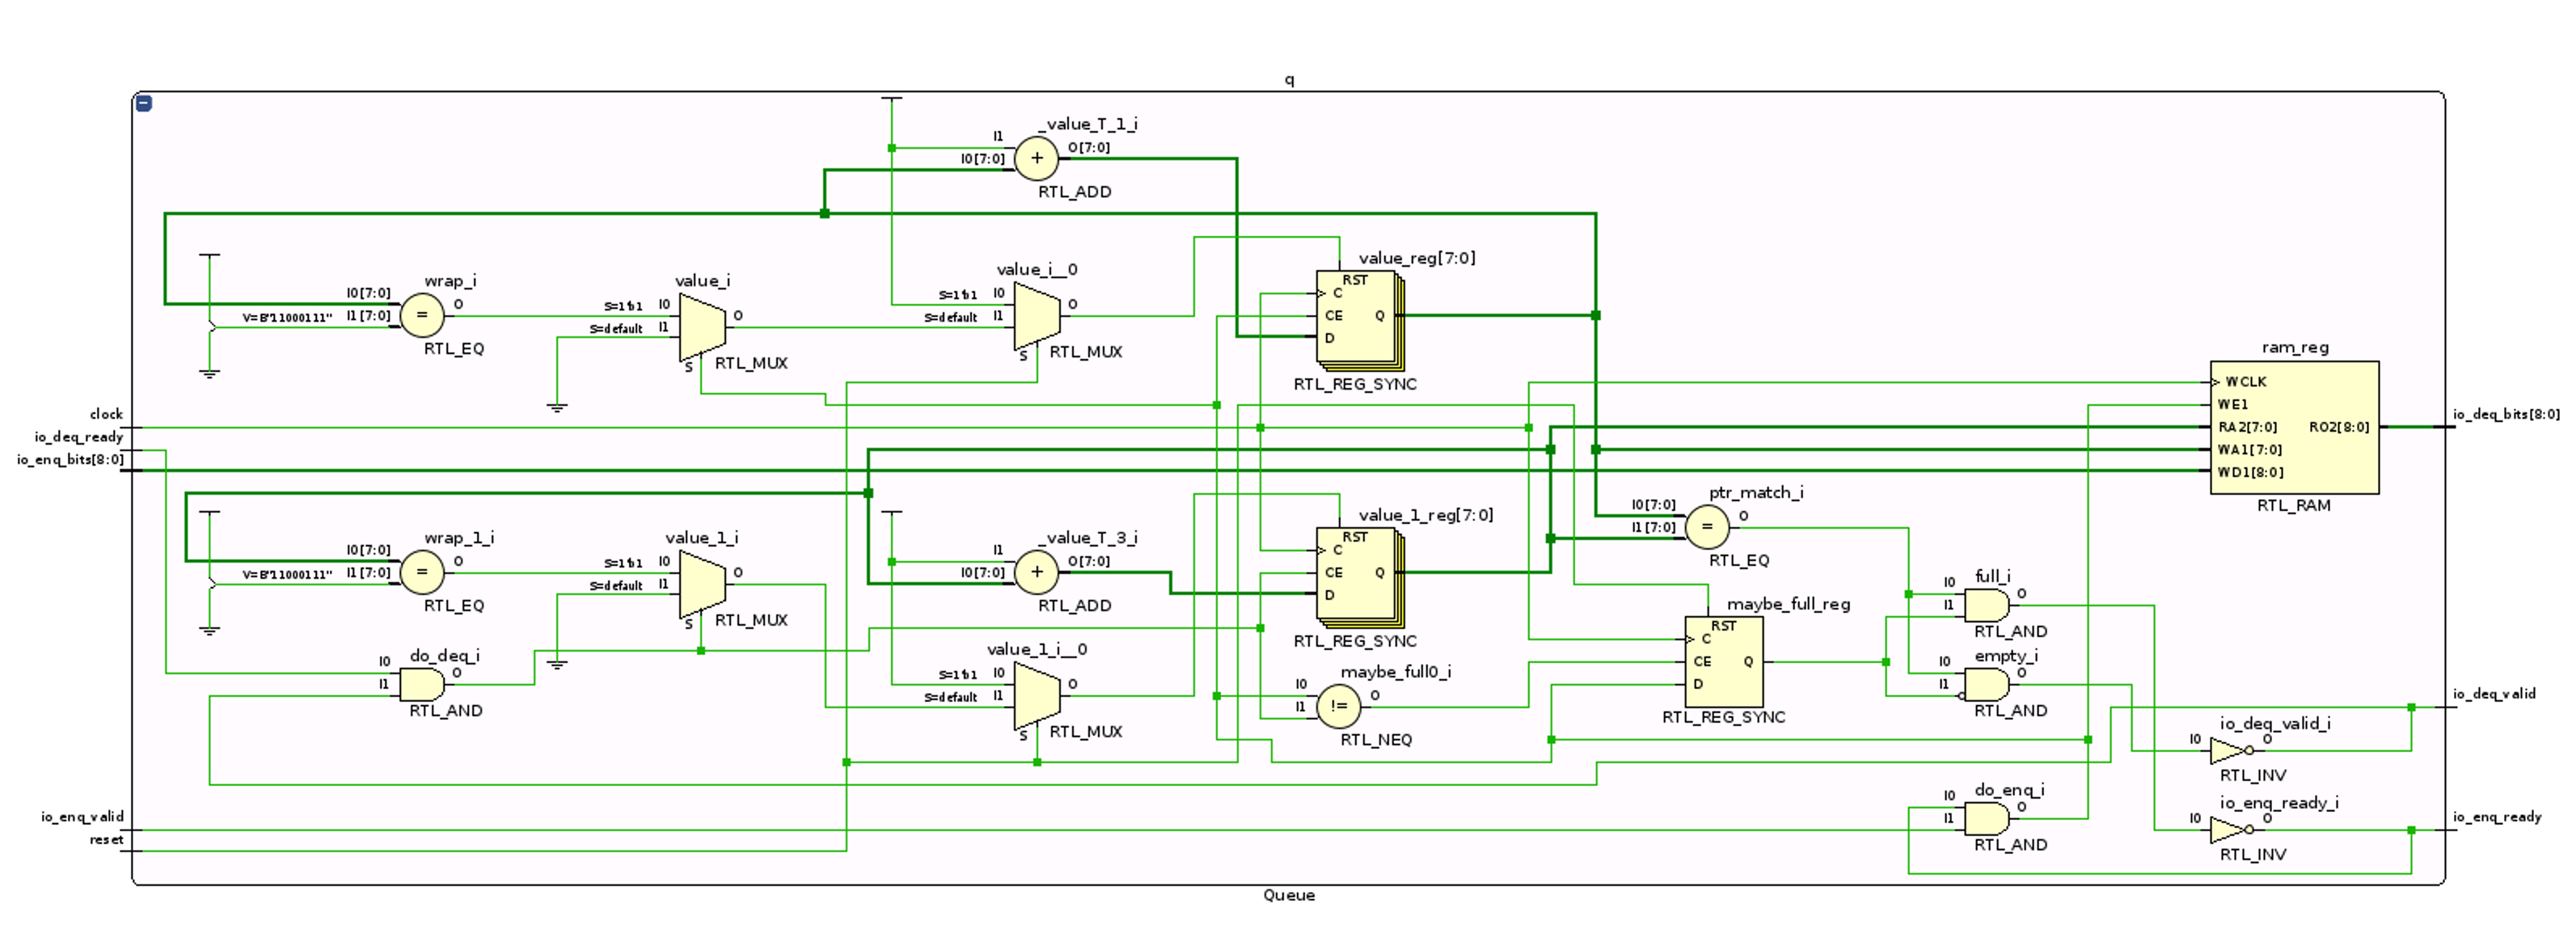 q
_value_T_1_i
I1
I0[7:0]
+
O[7:0]
RTL_ADD
wrap_i
I0[7:0]
V=B"11000111"
I1[7:0]
=
O
RTL_EQ
value_i
S=1'b1
I0
S=default
I1
O
S
RTL_MUX
value_i__0
S=1'b1
I0
S=default
I1
O
S
RTL_MUX
value_reg[7:0]
RST
C
CE
Q
D
RTL_REG_SYNC
ram_reg
WCLK
WE1
RA2[7:0]
RO2[8:0]
WA1[7:0]
WD1[8:0]
RTL_RAM
io_deq_bits[8:0]
clock
io_deq_ready
io_enq_bits[8:0]
wrap_1_i
I0[7:0]
V=B"11000111"
I1[7:0]
=
O
RTL_EQ
value_1_i
S=1'b1
I0
S=default
I1
O
S
RTL_MUX
_value_T_3_i
I1
I0[7:0]
+
O[7:0]
RTL_ADD
value_1_reg[7:0]
RST
C
CE
Q
D
RTL_REG_SYNC
ptr_match_i
I0[7:0]
I1[7:0]
=
O
RTL_EQ
do_deq_i
I0
I1
O
RTL_AND
value_1_i__0
S=1'b1
I0
S=default
I1
O
S
RTL_MUX
maybe_full0_i
I0
I1
!=
O
RTL_NEQ
maybe_full_reg
RST
C
CE
Q
D
RTL_REG_SYNC
full_i
I0
I1
O
RTL_AND
empty_i
I0
I1
O
RTL_AND
io_deq_valid
io_deq_valid_i
I0
O
RTL_INV
do_enq_i
I0
I1
O
RTL_AND
io_enq_ready_i
I0
O
RTL_INV
io_enq_ready
io_enq_valid
reset
Queue